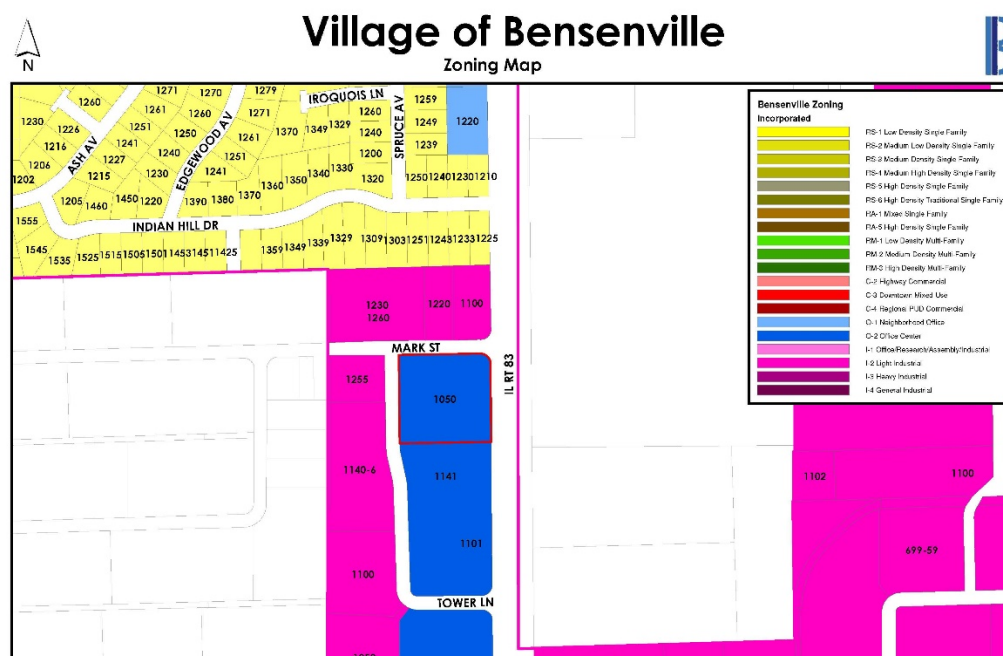 Village of Bensenville
Zoning Map
N
Bensenville Zoning
Incorporated
RS-1 Low Density Single Family
RS-2 Medium Low Density Single Family
RS-3 Medium Density Single Family
RS-4 Medium High Density Single Family
RS-5 High Density Single Family
RS-6 High Density Traditional Single Family
RA-1 Mixed Single Family
RA-5 High Density Single Family
RM-1 Low Density Multi-Family
RM-2 Medium Density Multi-Family
RM-3 High Density Multi-Family
C-2 Highway Commercial
C-3 Downtown Mixed Use
C-4 Regional PUD Commercial
O-1 Neighborhood Office
O-2 Office Center
I-1 Office/Research/Assembly/Industrial
I-2 Light Industrial
I-3 Heavy Industrial
I-4 General Industrial
1260 1271 1270 1279 IROQUOIS LN 1259
1230 1226 1261 1260 1271 1370 1349 1329 1260 1249 1220
1216 1251 1250 1261 1240 1239
1206 1227 1241 1240 1251 1200
1202 1215 1230 1241 1360 1350 1340 1330 1320 1250 1240 1230 1210
ASH AV
EDGEWOOD AV
SPRUCE AV
1205 1460 1450 1220 1390 1380 1370
1555
INDIAN HILL DR
1545 1535 1525 1515 1505 1501 1453 1451 1425 1359 1349 1339 1329 1309 1303 1251 1243 1233 1225
1230 1220 1100
1260
MARK ST
IL RT 83
1255
1050
1140-6
1141
1102 1100
1101
699-59
1100
TOWER LN